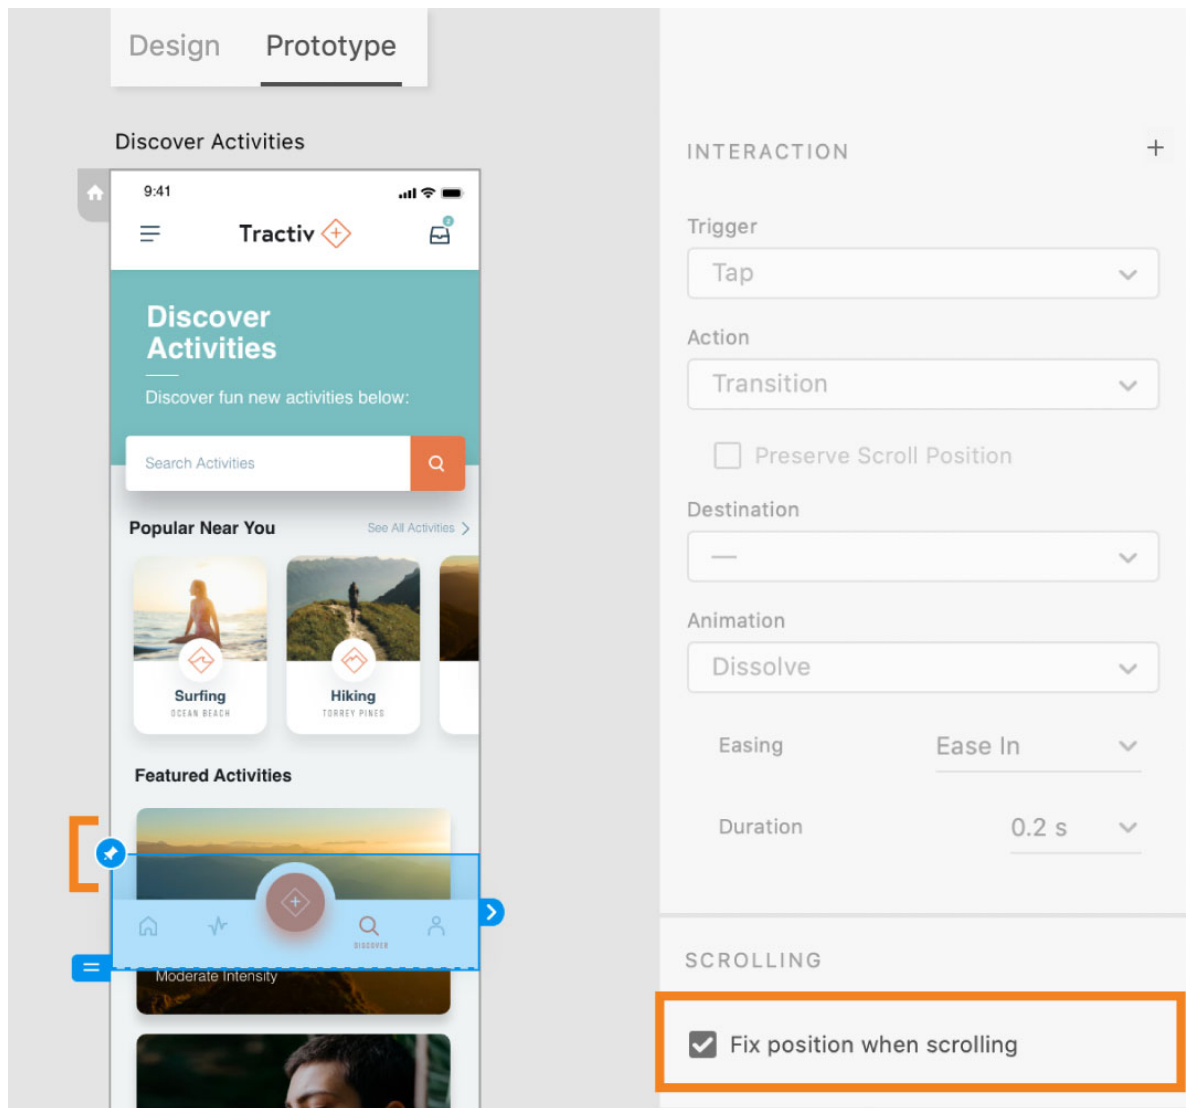 Design Prototype
Discover Activities
9:41
Tractiv
2
Discover
Activities
Discover fun new activities below:
Search Activities
Popular Near You See All Activities
Surfing
OCEAN BEACH
Hiking
TORREY PINES
Featured Activities
DISCOVER
Moderate Intensity
INTERACTION
Trigger
Tap
Action
Transition
Preserve Scroll Position
Destination
—
Animation
Dissolve
Easing Ease In
Duration 0.2 s
SCROLLING
Fix position when scrolling